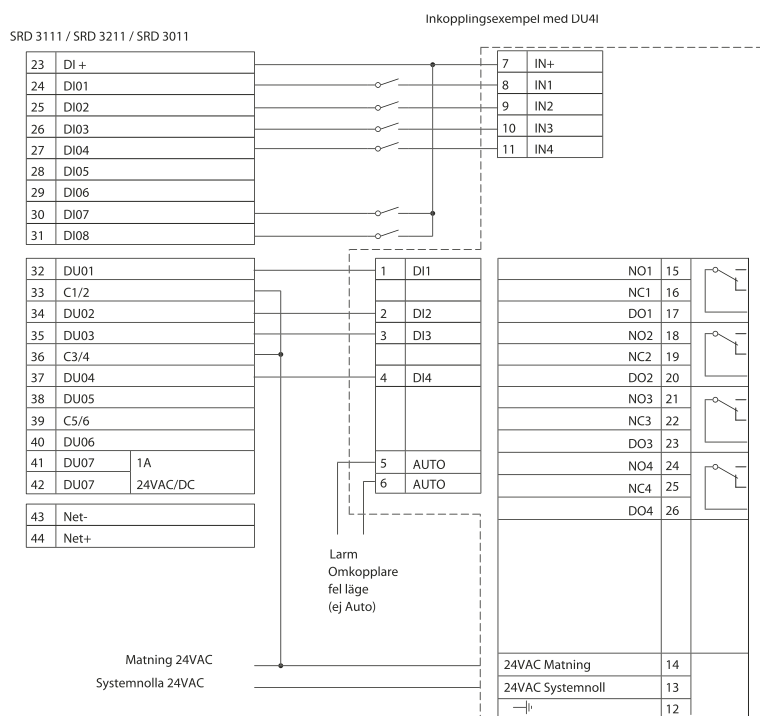 Inkopplingsexempel med DU4I
SRD 3111 / SRD 3211 / SRD 3011
23 DI +
24 DI01
25 DI02
26 DI03
27 DI04
28 DI05
29 DI06
30 DI07
31 DI08
7 IN+
8 IN1
9 IN2
10 IN3
11 IN4
32 DU01
33 C1/2
34 DU02
35 DU03
36 C3/4
37 DU04
38 DU05
39 C5/6
40 DU06
41 DU07 1A
42 DU07 24VAC/DC
43 Net-
44 Net+
1 DI1
2 DI2
3 DI3
4 DI4
5 AUTO
6 AUTO
Larm
Omkopplare
fel läge
(ej Auto)
NO1 15
NC1 16
DO1 17
NO2 18
NC2 19
DO2 20
NO3 21
NC3 22
DO3 23
NO4 24
NC4 25
DO4 26
Matning 24VAC
Systemnolla 24VAC
24VAC Matning 14
24VAC Systemnoll 13
12